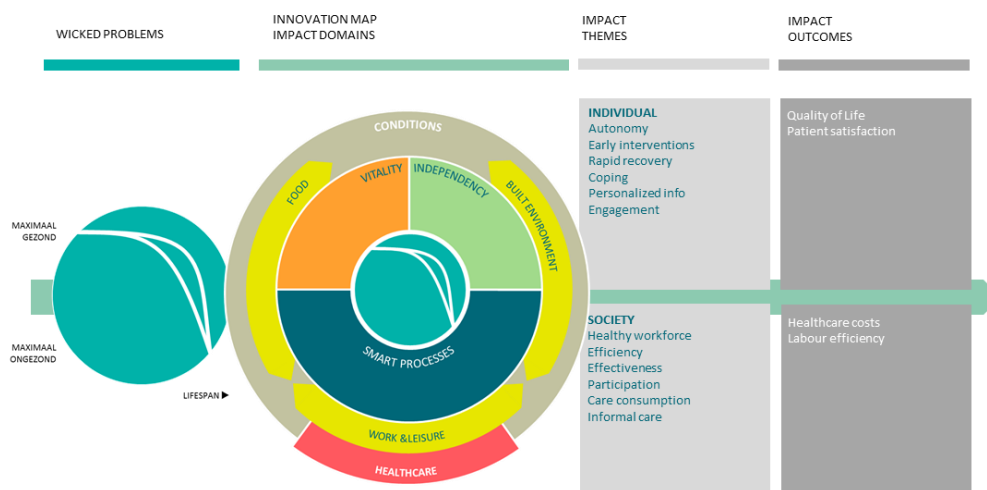 WICKED PROBLEMS
INNOVATION MAP
IMPACT DOMAINS
IMPACT
THEMES
IMPACT
OUTCOMES
MAXIMAAL
GEZOND
MAXIMAAL
ONGEZOND
LIFESPAN
CONDITIONS
FOOD
VITALITY
INDEPENDENCY
BUILT ENVIRONMENT
SMART PROCESSES
WORK &LEISURE
HEALTHCARE
INDIVIDUAL
Autonomy
Early interventions
Rapid recovery
Coping
Personalized info
Engagement
SOCIETY
Healthy workforce
Efficiency
Effectiveness
Participation
Care consumption
Informal care
Quality of Life
Patient satisfaction
Healthcare costs
Labour efficiency